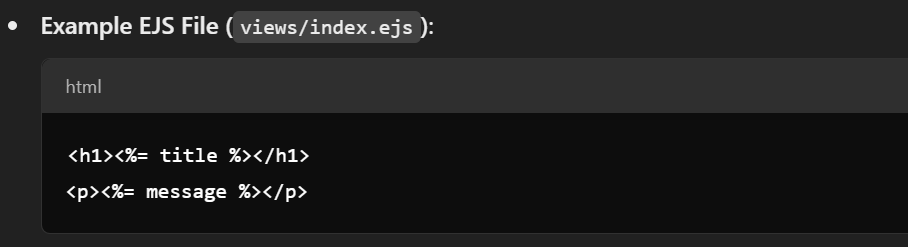 • Example EJS File (views/index.ejs):
html
<h1><%= title %></h1>
<p><%= message %></p>